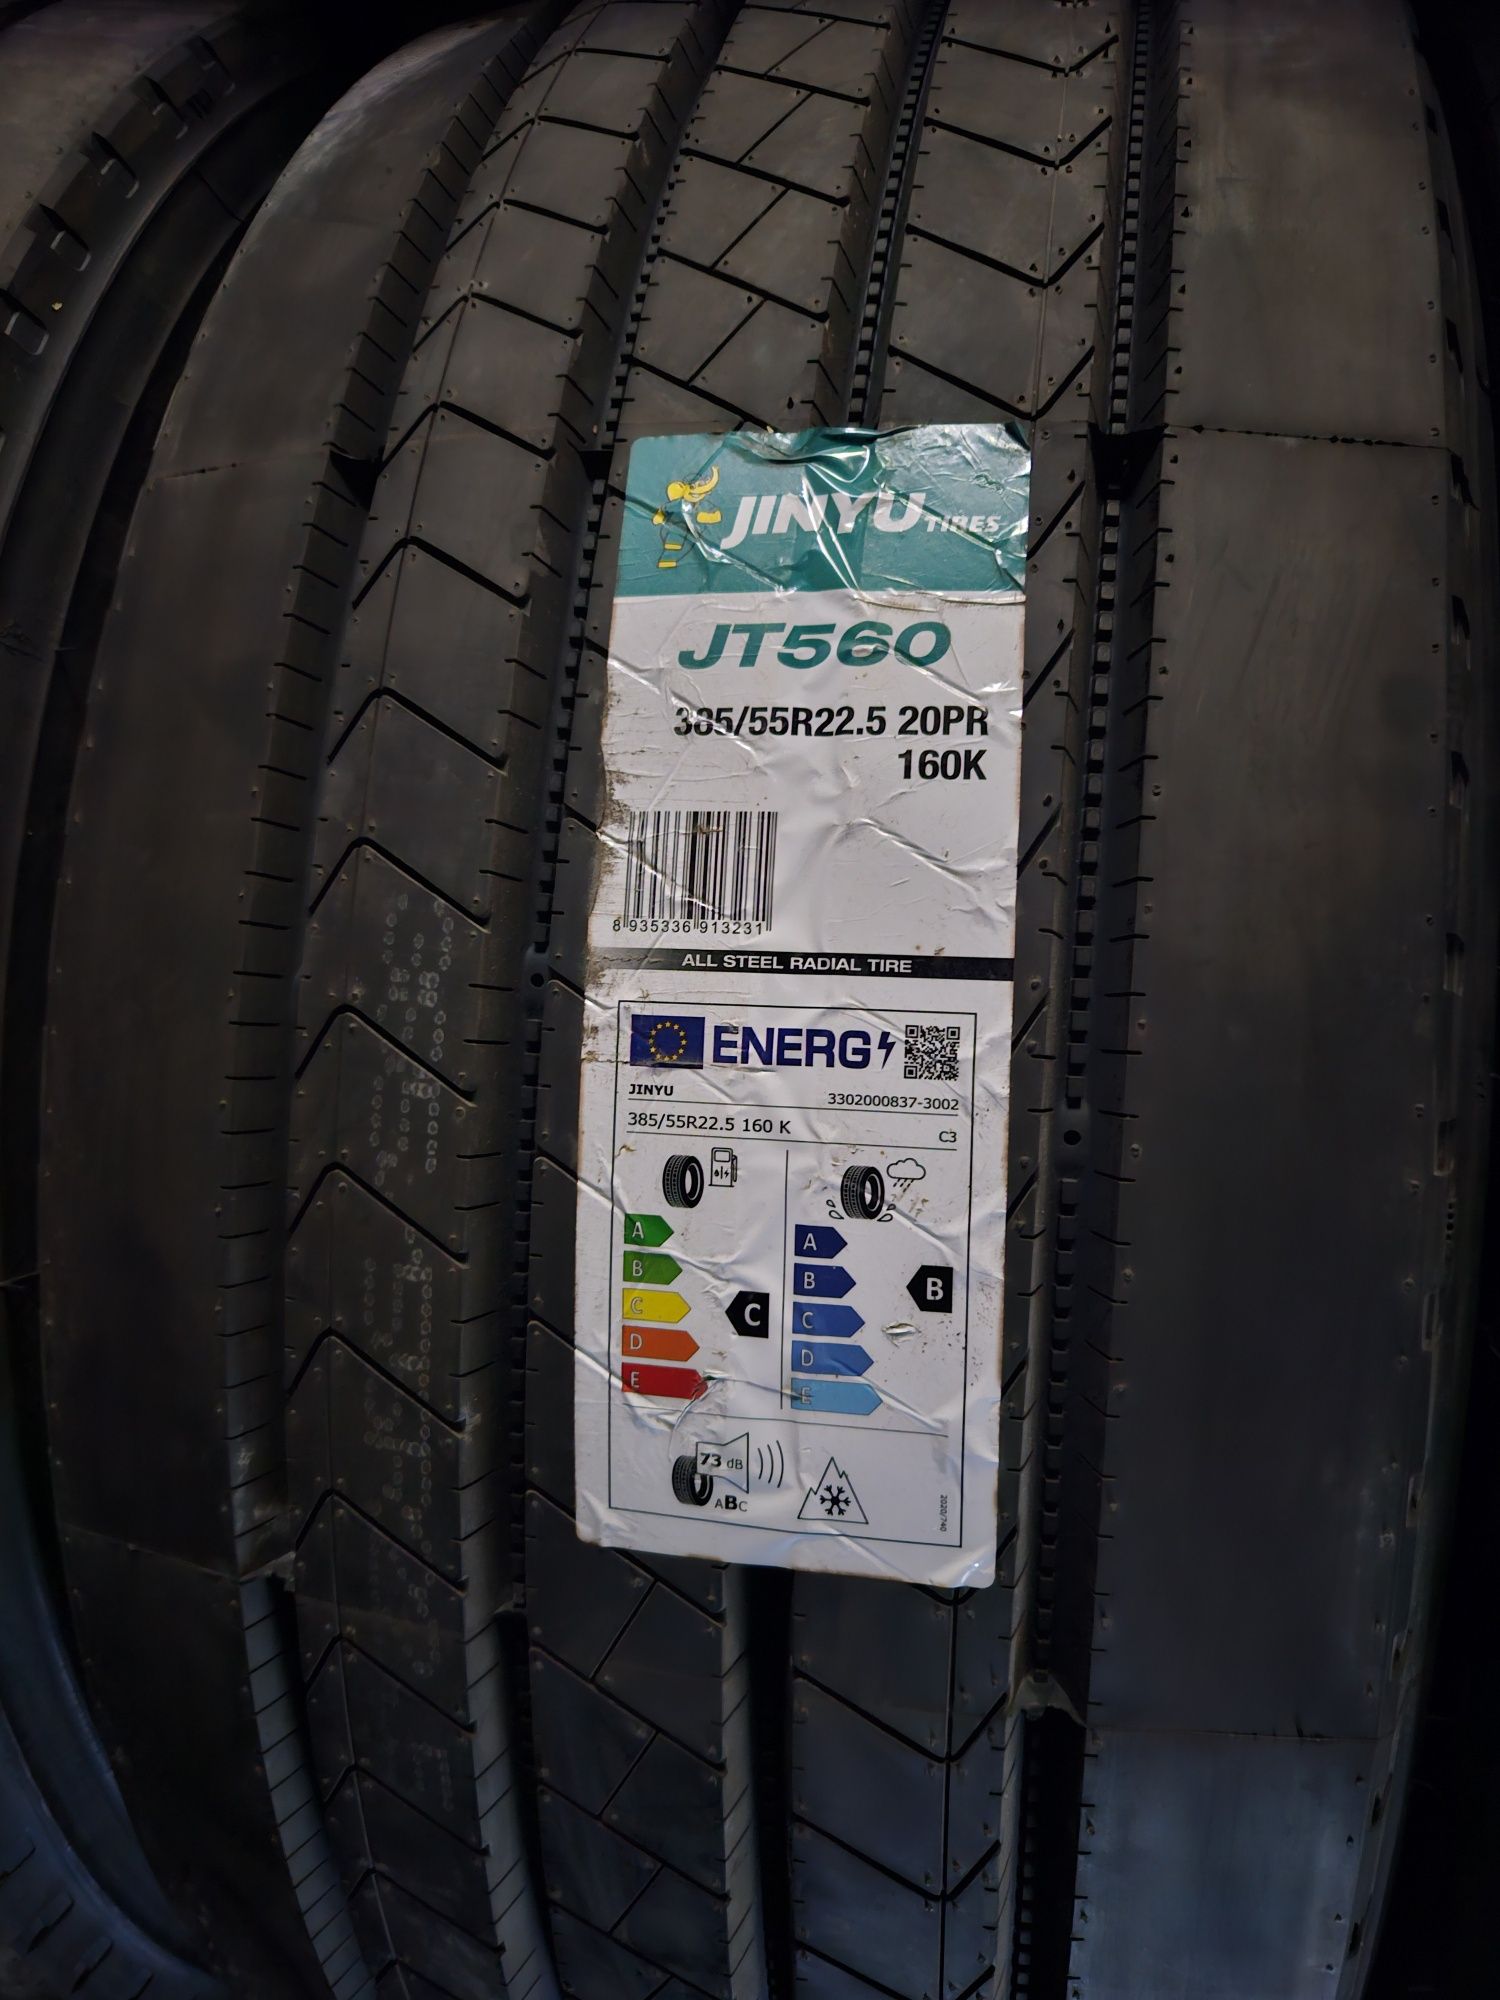 JINYU TIRES
JT560
385/55R22.5 20PR
160K
8 935336 913231
ALL STEEL RADIAL TIRE
ENERG
JINYU 3302000837-3002
385/55R22.5 160 K C3
A A
B B B
C C C
D D
E E
73 dB
ABC
2020/740